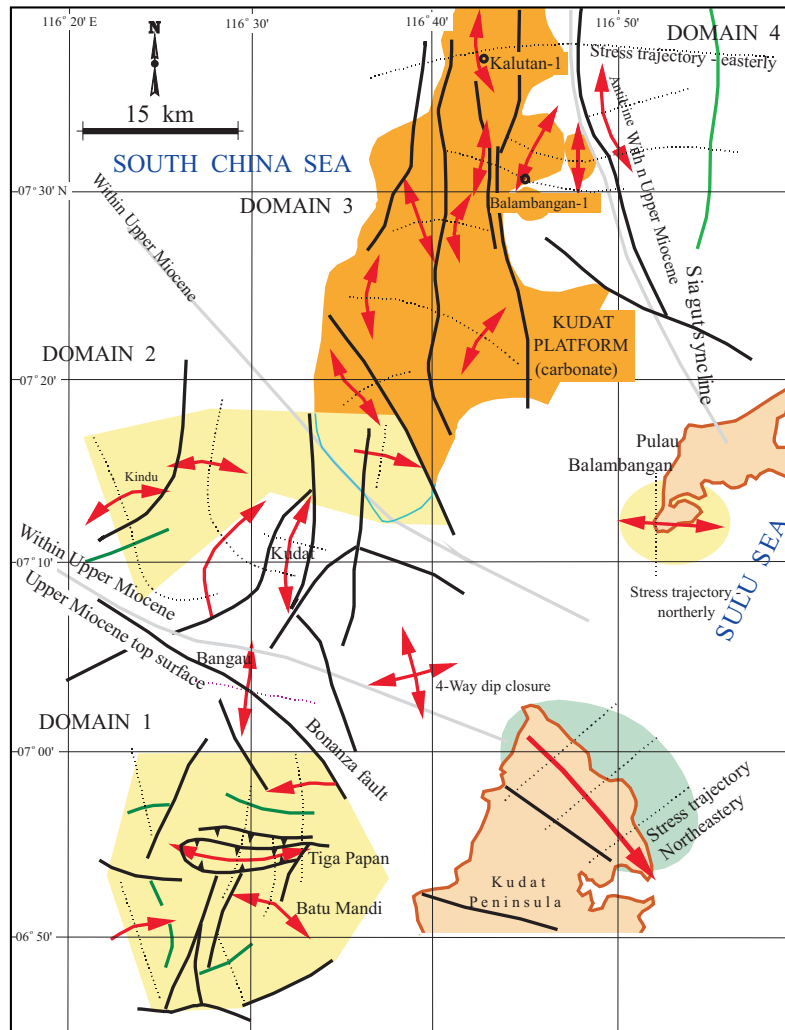 116° 20' E
116° 30'
116° 40'
116° 50'
DOMAIN 4
N
Kalutan-1
Stress trajectory - easterly
15 km
SOUTH CHINA SEA
Anticline With n Upper Miocene
07° 30' N
DOMAIN 3
Balambangan-1
Within Upper Miocene
Siagut syncline
KUDAT
PLATFORM
(carbonate)
DOMAIN 2
07° 20'
Pulau
Balambangan
Kindu
Kudat
Within Upper Miocene
07° 10'
Stress trajectory -
northerly
SULU SEA
Upper Miocene top surface
Bangau
4-Way dip closure
DOMAIN 1
Bonanza fault
07° 00'
Stress trajectory
Northeastery
Tiga Papan
Kudat
Peninsula
Batu Mandi
06° 50'